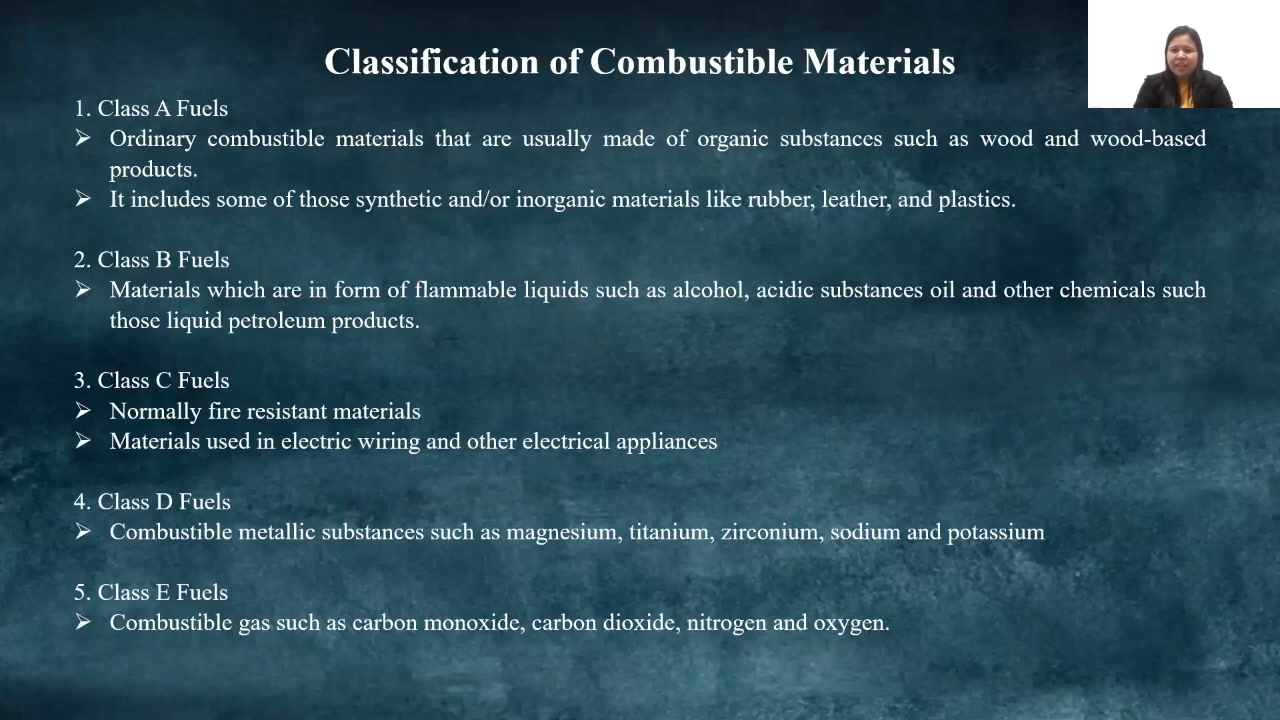 Classification of Combustible Materials
1. Class A Fuels
➢ Ordinary combustible materials that are usually made of organic substances such as wood and wood-based
products.
➢ It includes some of those synthetic and/or inorganic materials like rubber, leather, and plastics.
2. Class B Fuels
➢ Materials which are in form of flammable liquids such as alcohol, acidic substances oil and other chemicals such
those liquid petroleum products.
3. Class C Fuels
➢ Normally fire resistant materials
➢ Materials used in electric wiring and other electrical appliances
4. Class D Fuels
➢ Combustible metallic substances such as magnesium, titanium, zirconium, sodium and potassium
5. Class E Fuels
➢ Combustible gas such as carbon monoxide, carbon dioxide, nitrogen and oxygen.